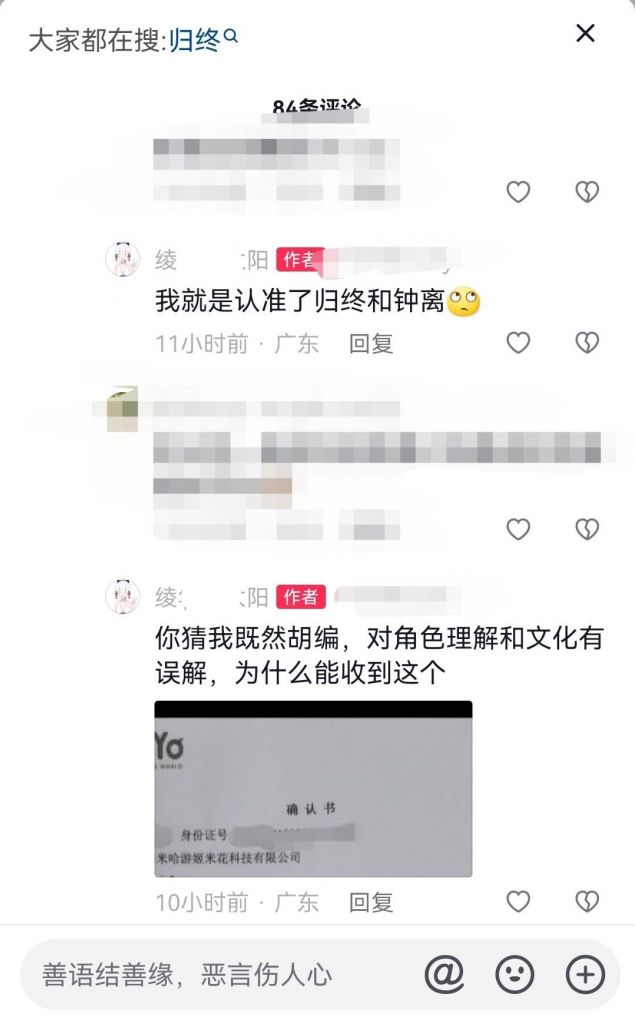 大家都在搜:归终
84条评论
绫 阳 作者
我就是认准了归终和钟离
11小时前 · 广东 回复
绫 阳 作者
你猜我既然胡编，对角色理解和文化有
误解，为什么能收到这个
Yo
WORLD
确认书
身份证号
米哈游姬米花科技有限公司
10小时前 · 广东 回复
善语结善缘，恶言伤人心